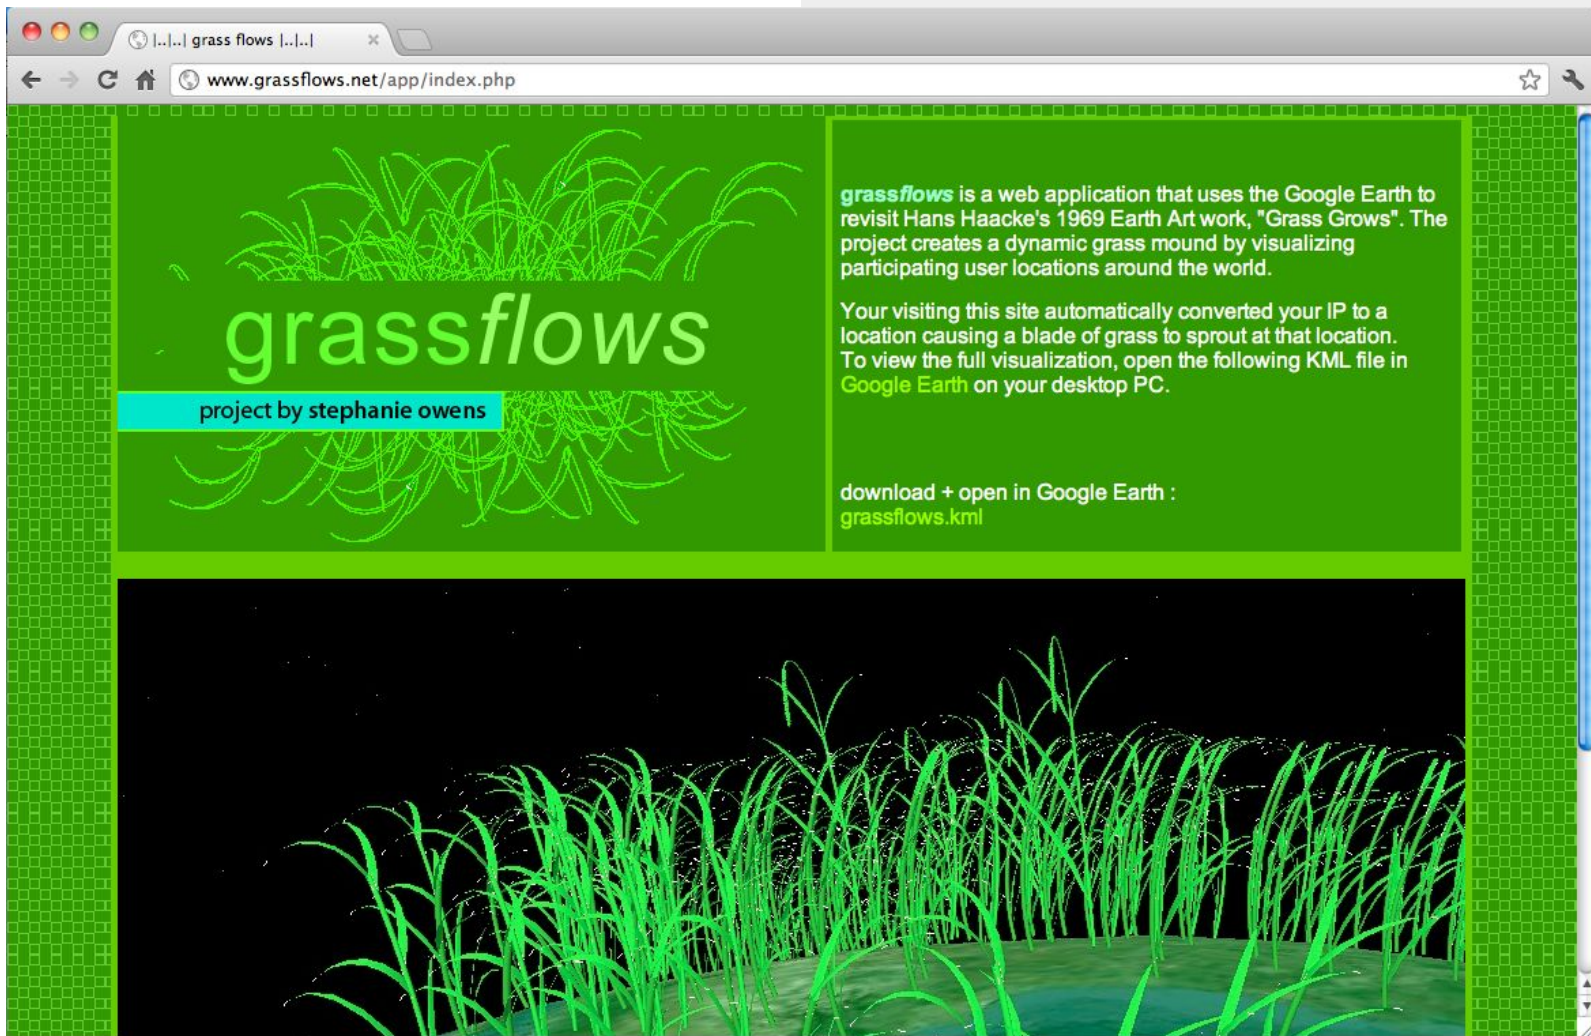 |..|..| grass flows |..|..|
www.grassflows.net/app/index.php
grassflows
project by stephanie owens
grassflows is a web application that uses the Google Earth to
revisit Hans Haacke's 1969 Earth Art work, "Grass Grows". The
project creates a dynamic grass mound by visualizing
participating user locations around the world.
Your visiting this site automatically converted your IP to a
location causing a blade of grass to sprout at that location.
To view the full visualization, open the following KML file in
Google Earth on your desktop PC.
download + open in Google Earth :
grassflows.kml